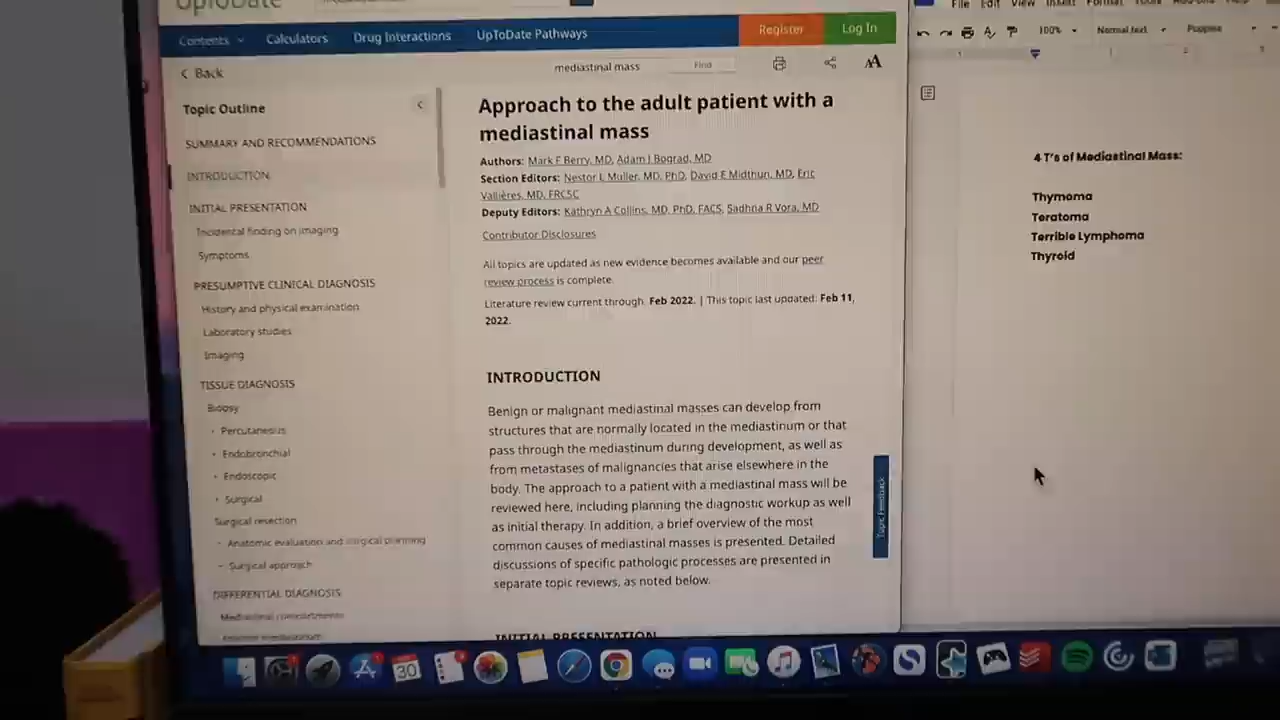 UpToDate
Contents
Calculators
Drug Interactions
UpToDate Pathways
Register
Log In
Back
mediastinal mass
Find
AA
Topic Outline
SUMMARY AND RECOMMENDATIONS
INTRODUCTION
INITIAL PRESENTATION
Incidental finding on imaging
Symptoms
PRESUMPTIVE CLINICAL DIAGNOSIS
History and physical examination
Laboratory studies
Imaging
TISSUE DIAGNOSIS
Biopsy
Percutaneous
Endobronchial
Endoscopic
Surgical
Surgical resection
Anatomic evaluation and surgical planning
Surgical approach
DIFFERENTIAL DIAGNOSIS
Mediastinal compartments
Approach to the adult patient with a
mediastinal mass
Authors: Mark F Berry, MD, Adam J Bograd, MD
Section Editors: Nestor L Muller, MD, PhD, David E Midthun, MD, Eric
Vallières, MD, FRCSC
Deputy Editors: Kathryn A Collins, MD, PhD, FACS, Sadhna R Vora, MD
Contributor Disclosures
All topics are updated as new evidence becomes available and our peer
review process is complete.
Literature review current through: Feb 2022. | This topic last updated: Feb 11,
2022.
INTRODUCTION
Benign or malignant mediastinal masses can develop from
structures that are normally located in the mediastinum or that
pass through the mediastinum during development, as well as
from metastases of malignancies that arise elsewhere in the
body. The approach to a patient with a mediastinal mass will be
reviewed here, including planning the diagnostic workup as well
as initial therapy. In addition, a brief overview of the most
common causes of mediastinal masses is presented. Detailed
discussions of specific pathologic processes are presented in
separate topic reviews, as noted below.
INITIAL PRESENTATION
Topic Feedback
File Edit View Insert Format Tools
100%
Normal text
Poppins
4 T's of Mediastinal Mass:
Thymoma
Teratoma
Terrible Lymphoma
Thyroid
30